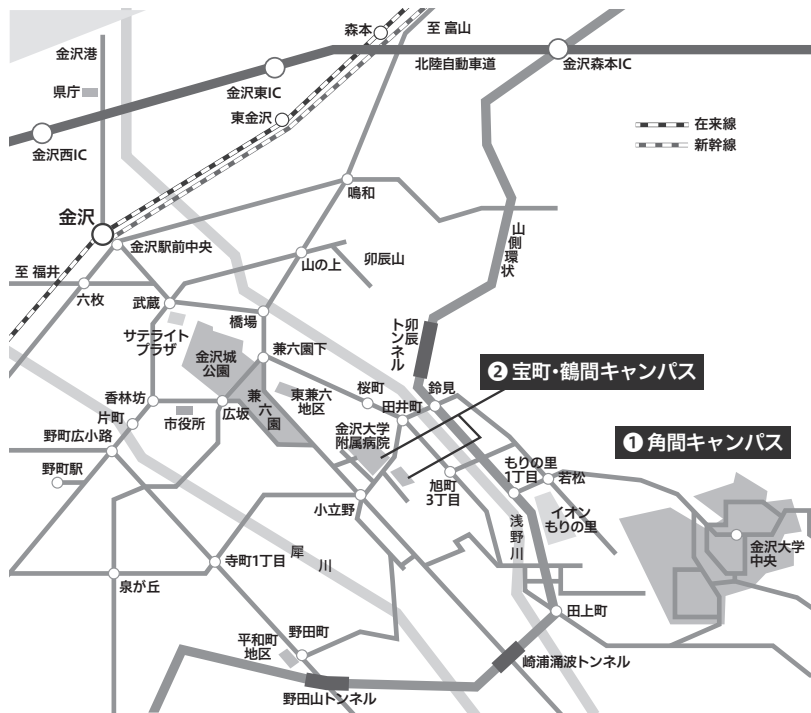 森本
至 富山
金沢港
北陸自動車道
金沢森本IC
県庁
金沢東IC
東金沢
在来線
新幹線
金沢西IC
鳴和
金沢
金沢駅前中央
山側環状
山の上
卯辰山
至 福井
六枚
武蔵
橋場
卯辰
トンネル
サテライト
プラザ
金沢城
公園
兼六園下
❷ 宝町・鶴間キャンパス
香林坊
兼六園
東兼六
地区
桜町
鈴見
田井町
片町
市役所
広坂
金沢大学
附属病院
❶ 角間キャンパス
野町広小路
野町駅
旭町
3丁目
もりの里
1丁目
若松
小立野
イオン
もりの里
浅野川
金沢大学
中央
寺町1丁目
犀川
泉が丘
田上町
平和町
地区
野田町
崎浦涌波トンネル
野田山トンネル